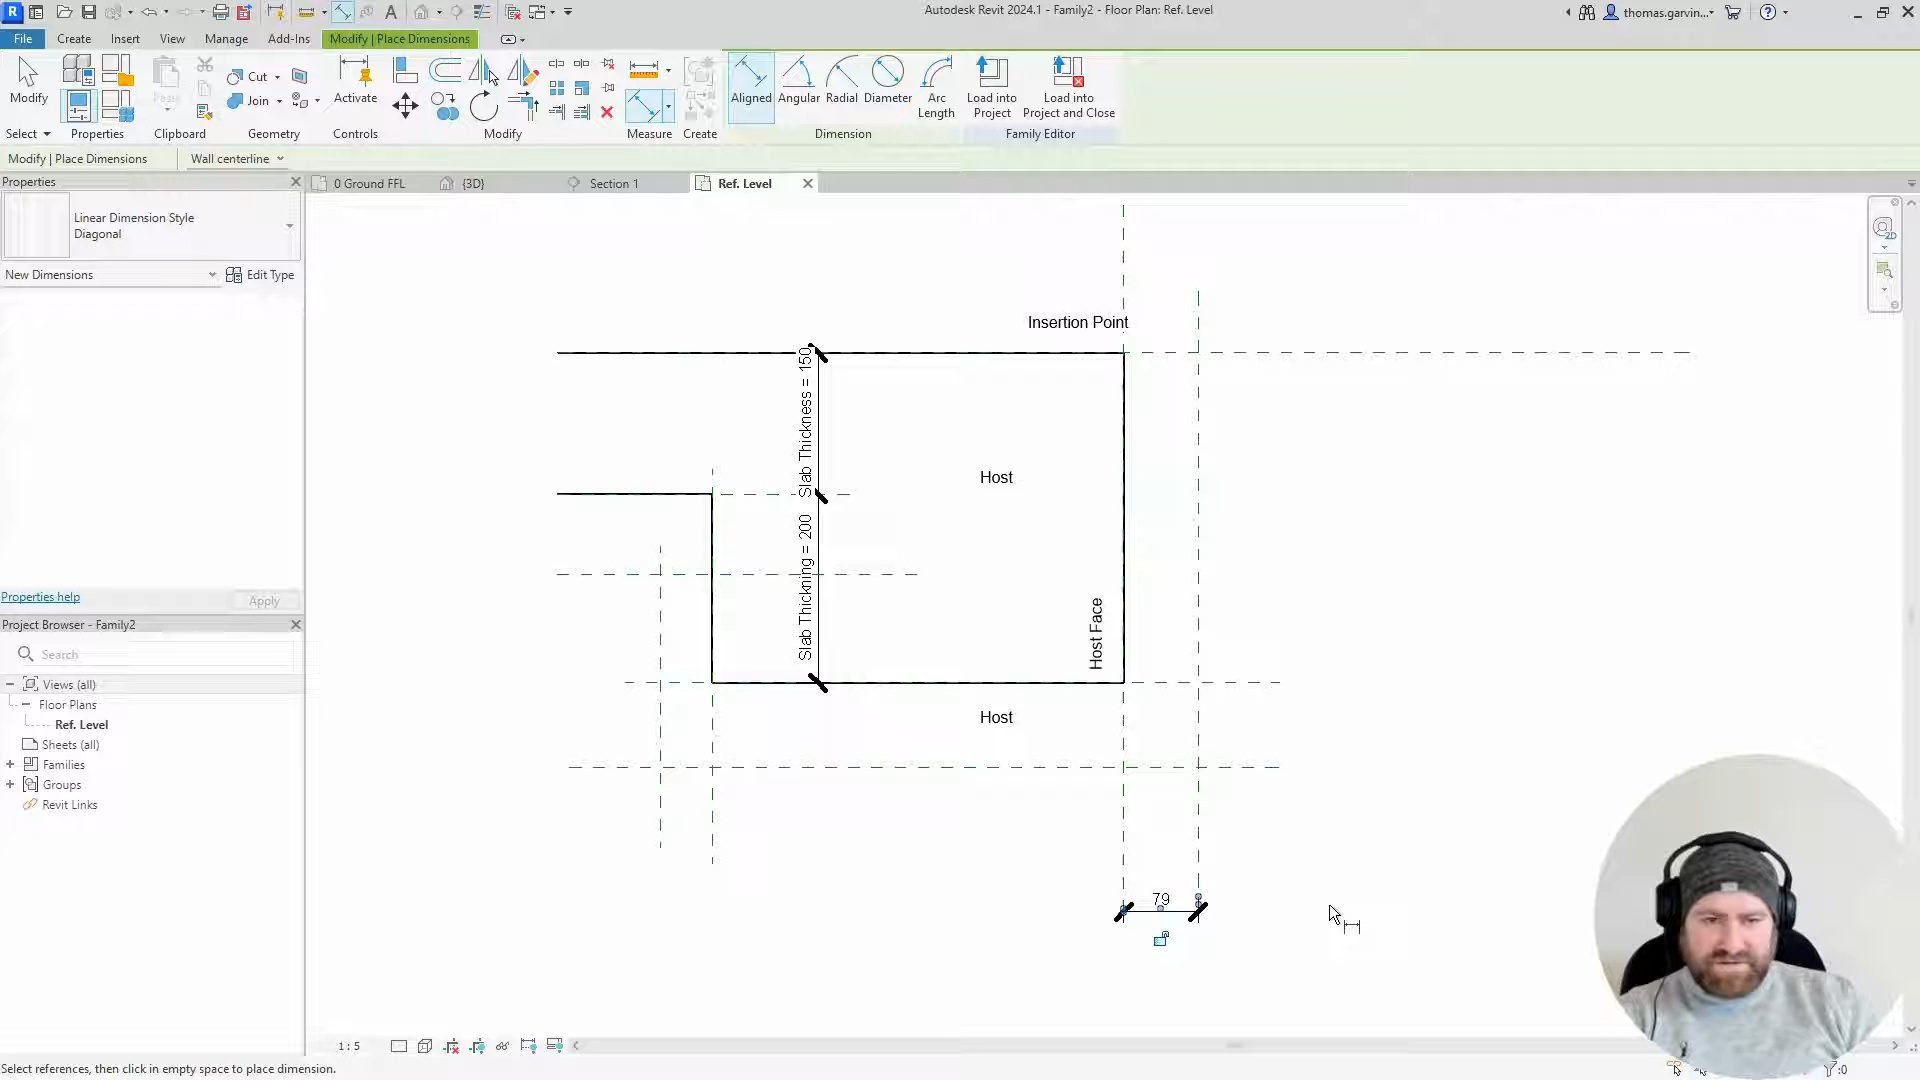 Autodesk Revit 2024.1 - Family2 - Floor Plan: Ref. Level
thomas.garvin...
File
Create
Insert
View
Manage
Add-Ins
Modify | Place Dimensions
Modify
Select
Properties
Paste
Clipboard
Cut
Join
Geometry
Activate
Controls
Modify
Measure
Create
Aligned
Angular
Radial
Diameter
Arc
Length
Dimension
Load into
Project
Load into
Project and Close
Family Editor
Modify | Place Dimensions
Wall centerline
Properties
Linear Dimension Style
Diagonal
New Dimensions
Edit Type
Properties help
Apply
Project Browser - Family2
Search
Views (all)
Floor Plans
Ref. Level
Sheets (all)
Families
Groups
Revit Links
0 Ground FFL
{3D}
Section 1
Ref. Level
Insertion Point
Slab Thickness = 150
Host
Slab Thickning = 200
Host Face
Host
79
1 : 5
Select references, then click in empty space to place dimension.
:0